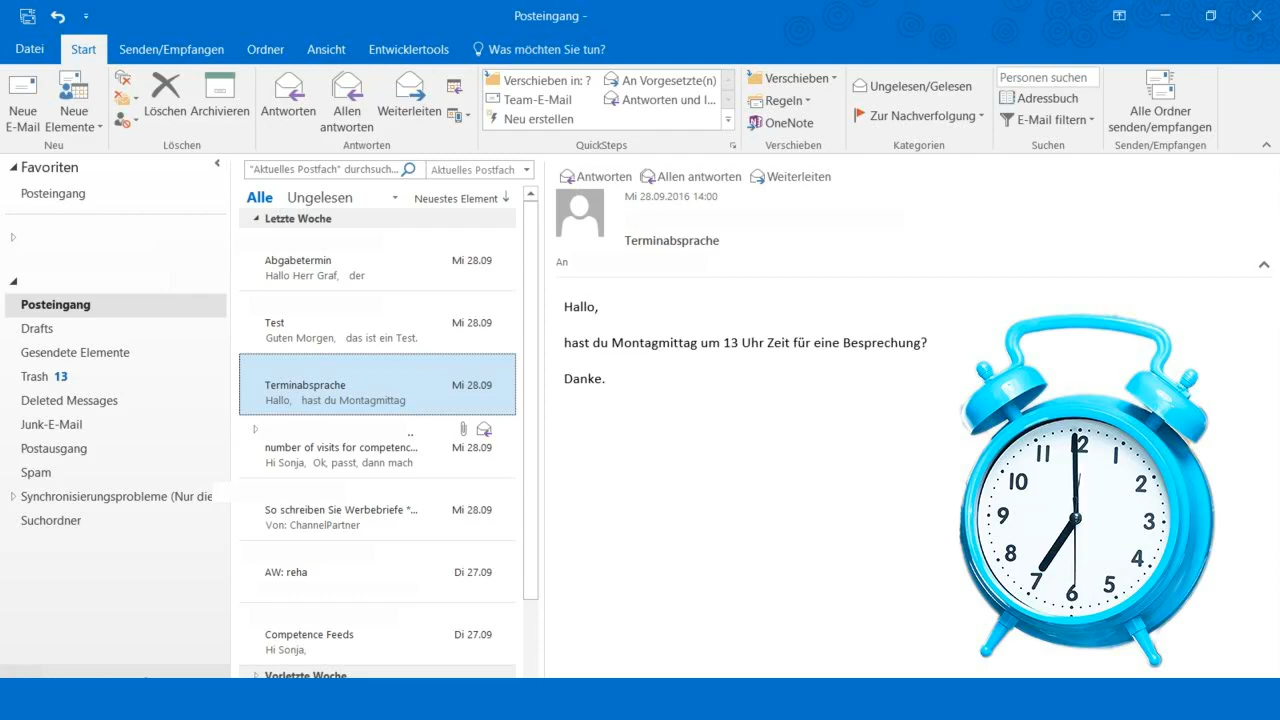 Posteingang -
Datei Start Senden/Empfangen Ordner Ansicht Entwicklertools Was möchten Sie tun?
Neue E-Mail
Neue Elemente
Löschen Archivieren
Antworten
Allen antworten
Weiterleiten
Verschieben in: ?
Team-E-Mail
Neu erstellen
An Vorgesetzte(n)
Antworten und l...
Verschieben
Regeln
OneNote
Ungelesen/Gelesen
Zur Nachverfolgung
Personen suchen
Adressbuch
E-Mail filtern
Alle Ordner
senden/empfangen
Neu Löschen Antworten QuickSteps Verschieben Kategorien Suchen Senden/Empfangen
Favoriten
Posteingang
Posteingang
Drafts
Gesendete Elemente
Trash 13
Deleted Messages
Junk-E-Mail
Postausgang
Spam
Synchronisierungsprobleme (Nur die
Suchordner
"Aktuelles Postfach" durchsuch... Aktuelles Postfach
Alle Ungelesen Neuestes Element
Letzte Woche
Abgabetermin Mi 28.09
Hallo Herr Graf, der
Test Mi 28.09
Guten Morgen, das ist ein Test.
Terminabsprache Mi 28.09
Hallo, hast du Montagmittag
..
number of visits for competenc... Mi 28.09
Hi Sonja, Ok, passt, dann mach
So schreiben Sie Werbebriefe *... Mi 28.09
Von: ChannelPartner
AW: reha Di 27.09
Competence Feeds Di 27.09
Hi Sonja,
Vorletzte Woche
Antworten Allen antworten Weiterleiten
Mi 28.09.2016 14:00
Terminabsprache
An
Hallo,
hast du Montagmittag um 13 Uhr Zeit für eine Besprechung?
Danke.
12
11 1
10 2
9 3
8 4
7 5
6